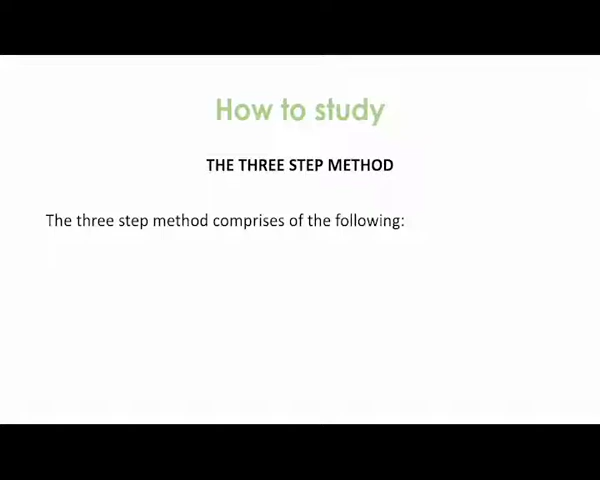 How to study
THE THREE STEP METHOD
The three step method comprises of the following: